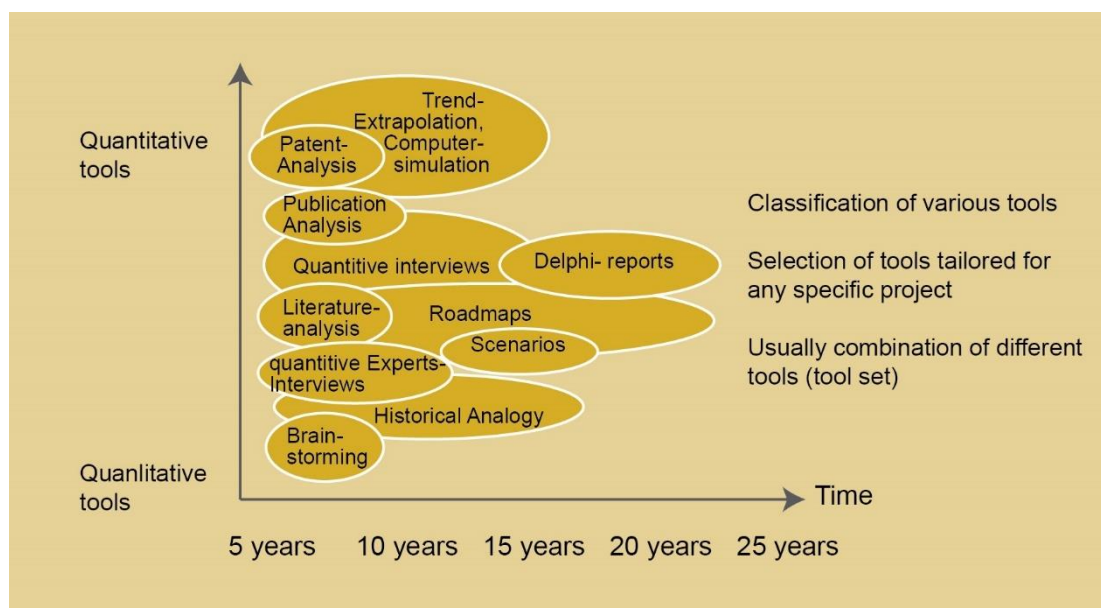 Quantitative
tools
Trend-
Extrapolation,
Computer-
simulation
Patent-
Analysis
Publication
Analysis
Quantitive interviews
Delphi- reports
Literature-
analysis
Roadmaps
Scenarios
quantitive Experts-
Interviews
Historical Analogy
Brain-
storming
Quanlitative
tools
Time
5 years
10 years
15 years
20 years
25 years
Classification of various tools
Selection of tools tailored for
any specific project
Usually combination of different
tools (tool set)